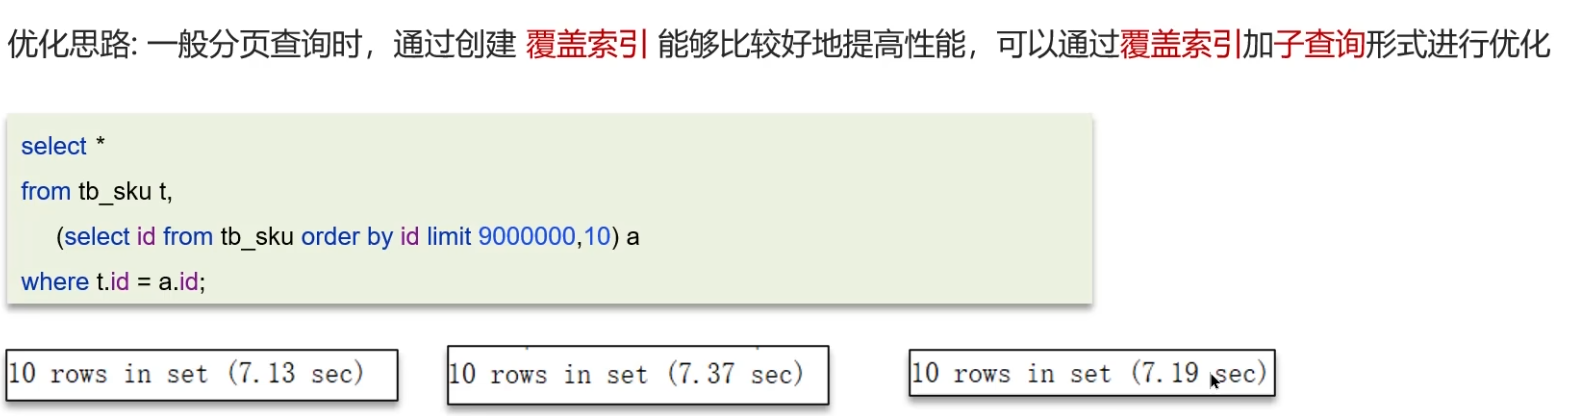 优化思路: 一般分页查询时，通过创建 覆盖索引 能够比较好地提高性能，可以通过覆盖索引加子查询形式进行优化
select *
from tb_sku t,
(select id from tb_sku order by id limit 9000000,10) a
where t.id = a.id;
10 rows in set (7.13 sec)
10 rows in set (7.37 sec)
10 rows in set (7.19 sec)